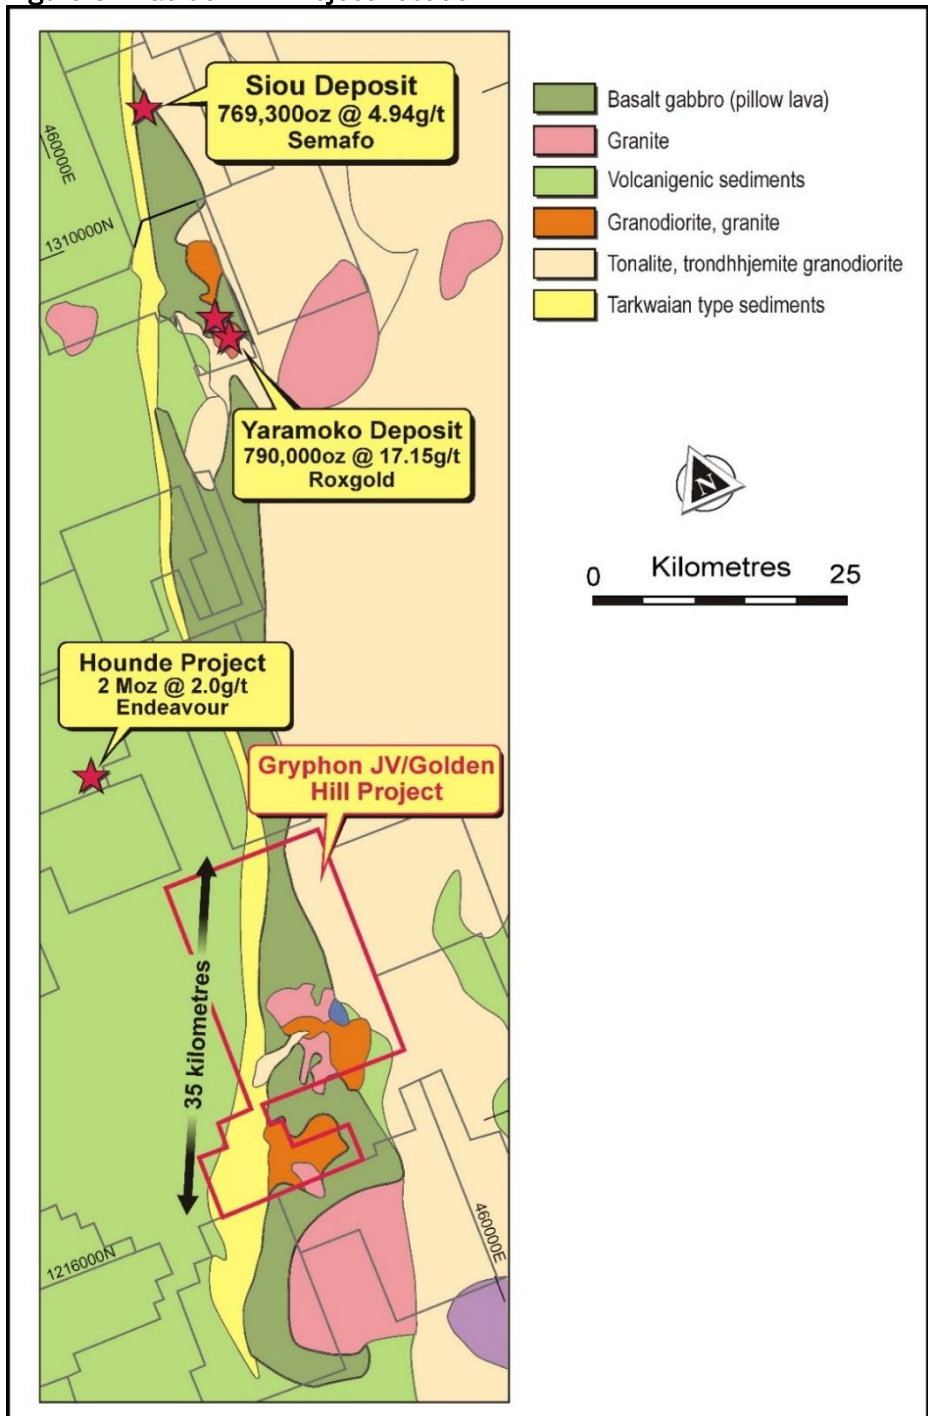 Siou Deposit
769,300oz @ 4.94g/t
Semafo
460000E
1310000N
Yaramoko Deposit
790,000oz @ 17.15g/t
Roxgold
Hounde Project
2 Moz @ 2.0g/t
Endeavour
Gryphon JV/Golden
Hill Project
35 kilometres
1216000N
460000E
Basalt gabbro (pillow lava)
Granite
Volcanigenic sediments
Granodiorite, granite
Tonalite, trondhhjemite granodiorite
Tarkwaian type sediments
N
Kilometres
0 25